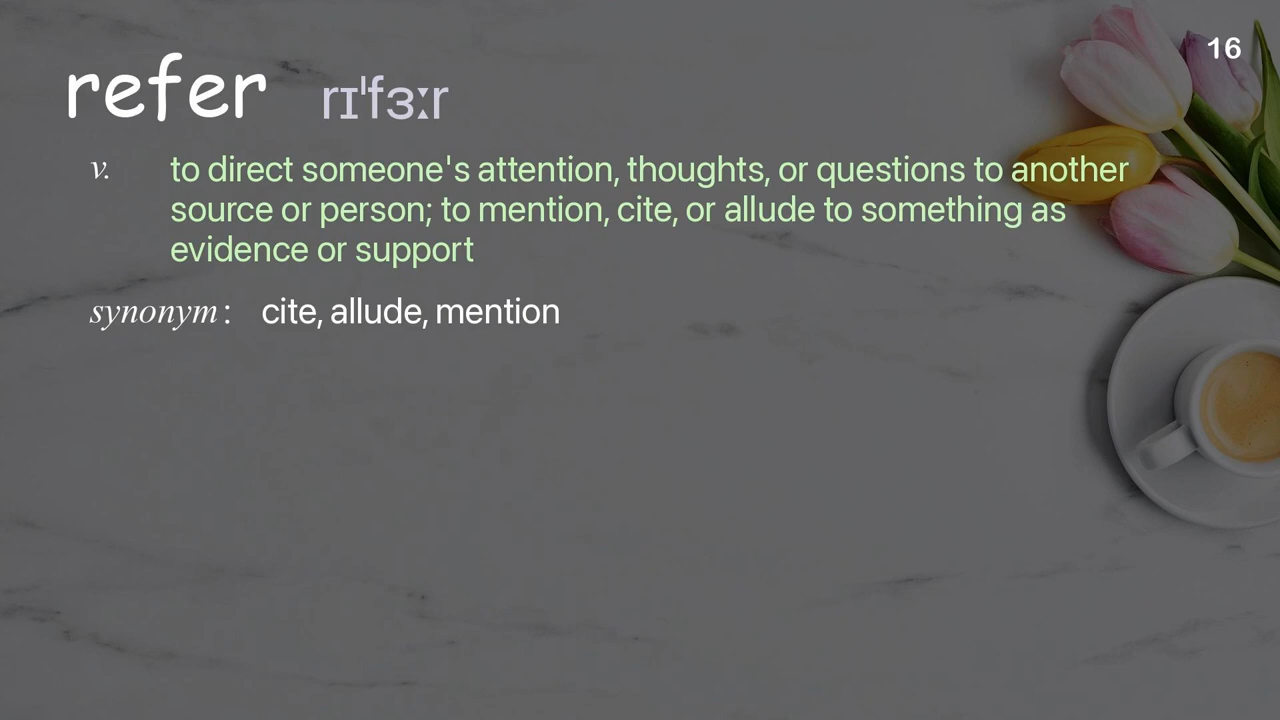 16
refer rɪˈfɜːr
v. to direct someone's attention, thoughts, or questions to another
source or person; to mention, cite, or allude to something as
evidence or support
synonym: cite, allude, mention